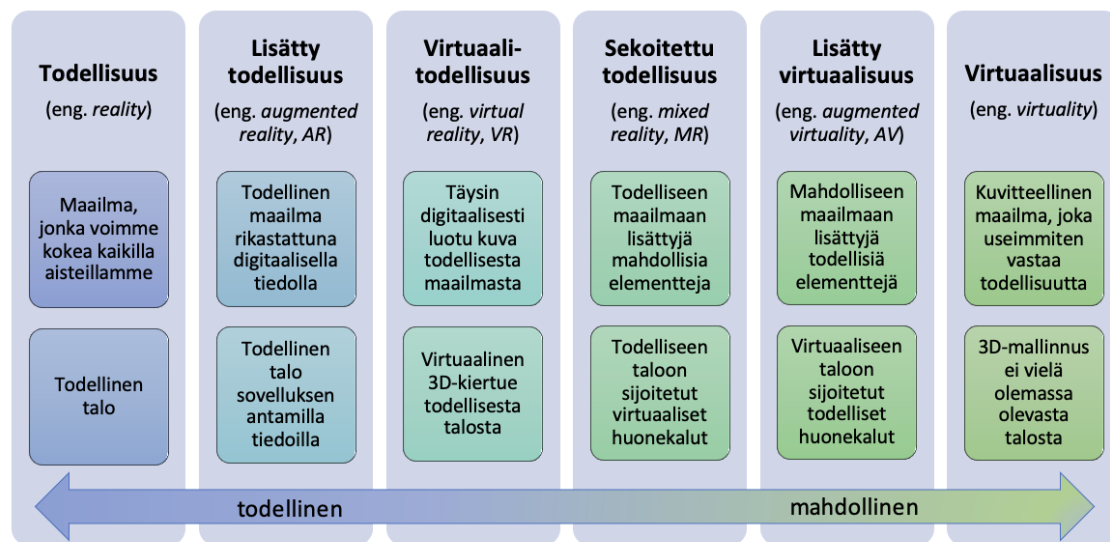 Todellisuus
(eng. reality)
Maailma,
jonka voimme
kokea kaikilla
aisteillamme
Todellinen
talo
Lisätty
todellisuus
(eng. augmented
reality, AR)
Todellinen
maailma
rikastattuna
digitaalisella
tiedolla
Todellinen
talo
sovelluksen
antamilla
tiedoilla
Virtuaali-
todellisuus
(eng. virtual
reality, VR)
Täysin
digitaalisesti
luotu kuva
todellisesta
maailmasta
Virtuaalinen
3D-kiertue
todellisesta
talosta
Sekoitettu
todellisuus
(eng. mixed
reality, MR)
Todelliseen
maailmaan
lisättyjä
mahdollisia
elementteja
Todelliseen
taloon
sijoitetut
virtuaaliset
huonekalut
Lisätty
virtuaalisuus
(eng. augmented
virtuality, AV)
Mahdolliseen
maailmaan
lisättyjä
todellisiä
elementtejä
Virtuaaliseen
taloon
sijoitetut
todelliset
huonekalut
Virtuaalisuus
(eng. virtuality)
Kuvitteellinen
maailma, joka
useimmiten
vastaa
todellisuutta
3D-mallinnus
ei vielä
olemassa
olevasta
talosta
todellinen
mahdollinen